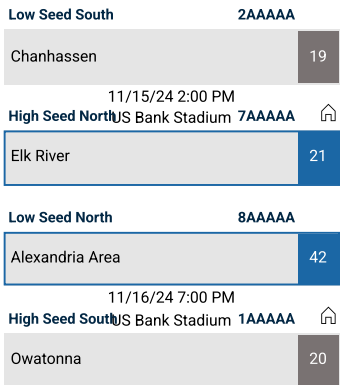 Low Seed South 2AAAAA
Chanhassen 19
11/15/24 2:00 PM
High Seed North US Bank Stadium 7AAAAA
Elk River 21
Low Seed North 8AAAAA
Alexandria Area 42
11/16/24 7:00 PM
High Seed South US Bank Stadium 1AAAAA
Owatonna 20